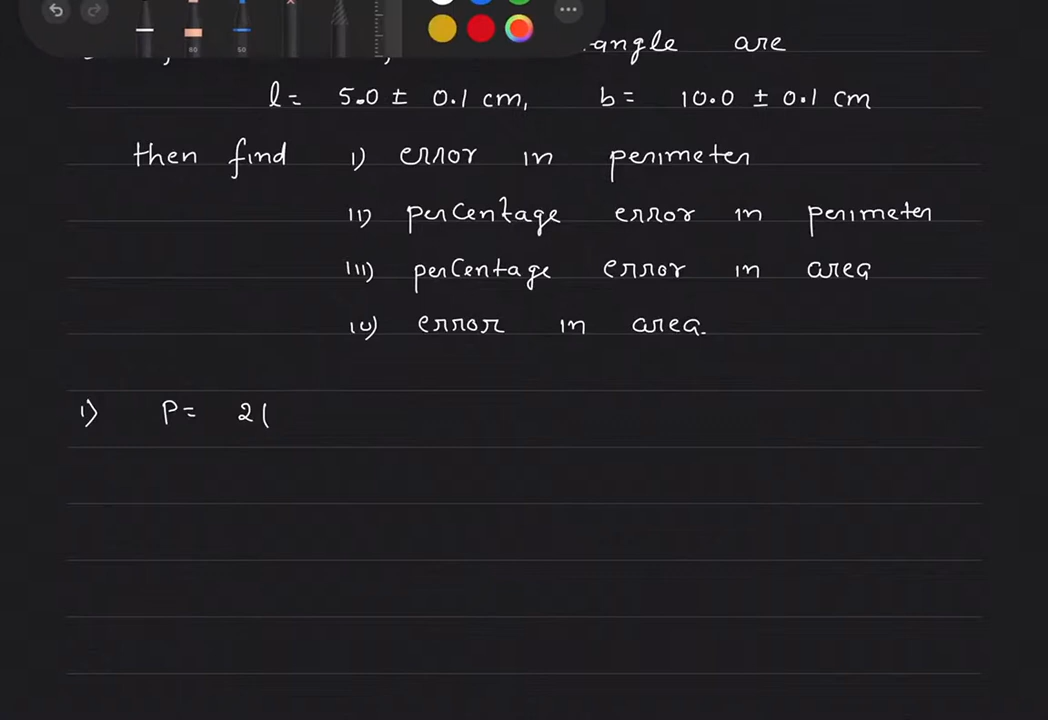 angle are
l = 5.0 ± 0.1 cm, b = 10.0 ± 0.1 cm
then find i) error in perimeter
ii) percentage error in perimeter
iii) percentage error in area
iv) error in area.
i) P = 2(